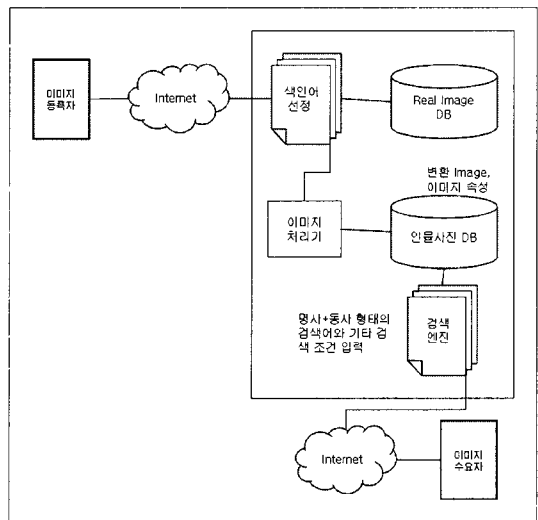 이미지
등록자
Internet
색인어
선정
Real Image
DB
변환 Image,
이미지 속성
이미지
처리기
인물사진 DB
명사+동사 형태의
검색어와 기타 검
색 조건 입력
검색
엔진
Internet
이미지
수요자